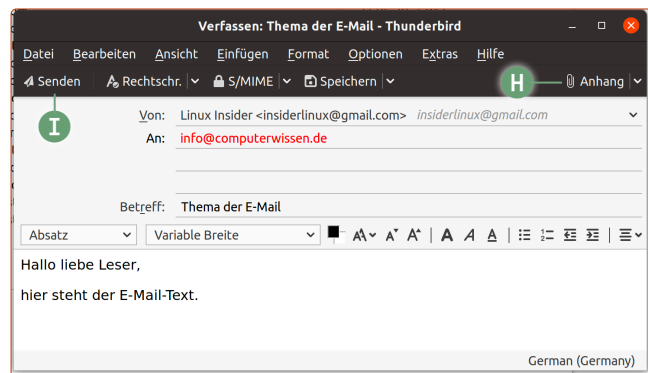 Verfassen: Thema der E-Mail - Thunderbird
Datei Bearbeiten Ansicht Einfügen Format Optionen Extras Hilfe
Senden Rechtschr. S/MIME Speichern H Anhang
I
Von: Linux Insider <insiderlinux@gmail.com> insiderlinux@gmail.com
An: info@computerwissen.de
Betreff: Thema der E-Mail
Absatz Variable Breite
Hallo liebe Leser,
hier steht der E-Mail-Text.
German (Germany)